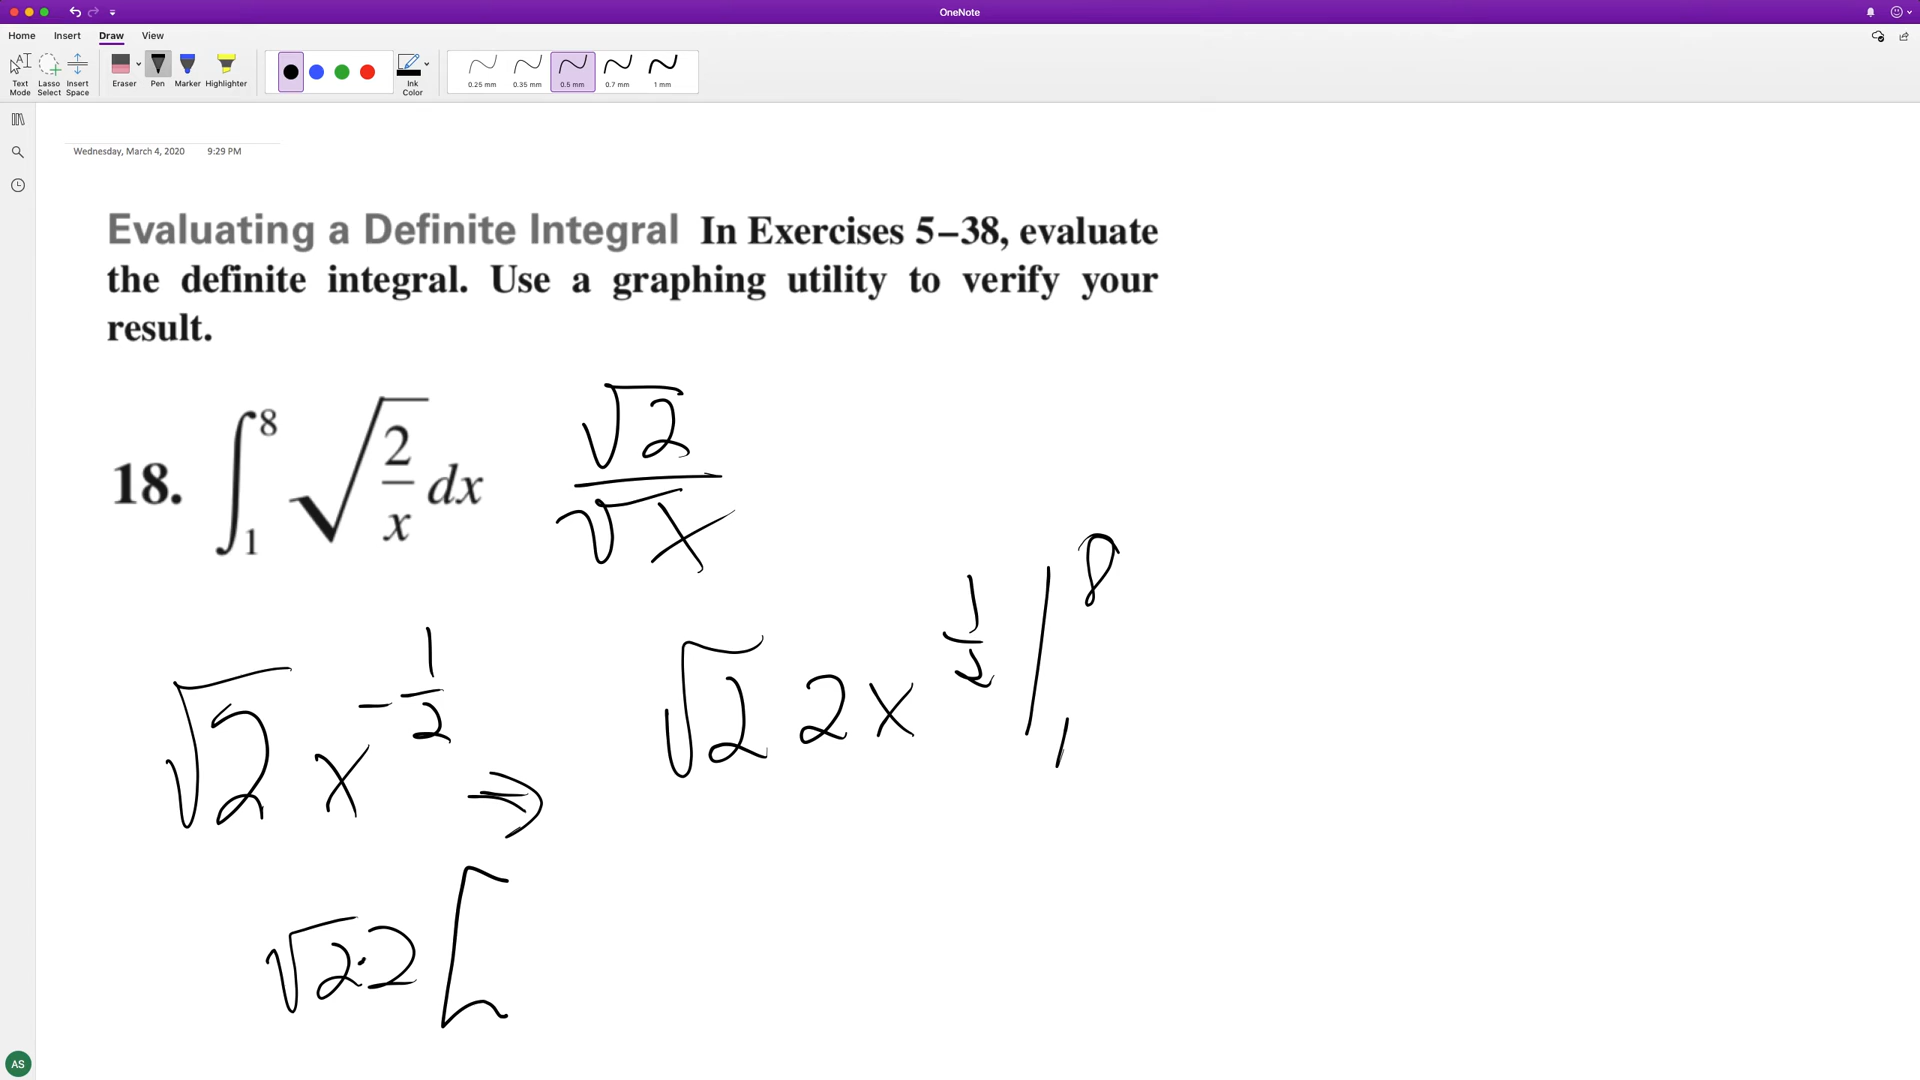 OneNote
Home Insert Draw View
Text Mode Lasso Select Insert Space Eraser Pen Marker Highlighter Ink Color 0.25 mm 0.35 mm 0.5 mm 0.7 mm 1 mm
Wednesday, March 4, 2020 9:29 PM
Evaluating a Definite Integral In Exercises 5–38, evaluate
the definite integral. Use a graphing utility to verify your
result.
18. ∫₁⁸ √(2/x) dx √2/√x
√2 x^(-1/2) ⇒ √2 2x^(1/2) |₁⁸
√2·2 [
AS